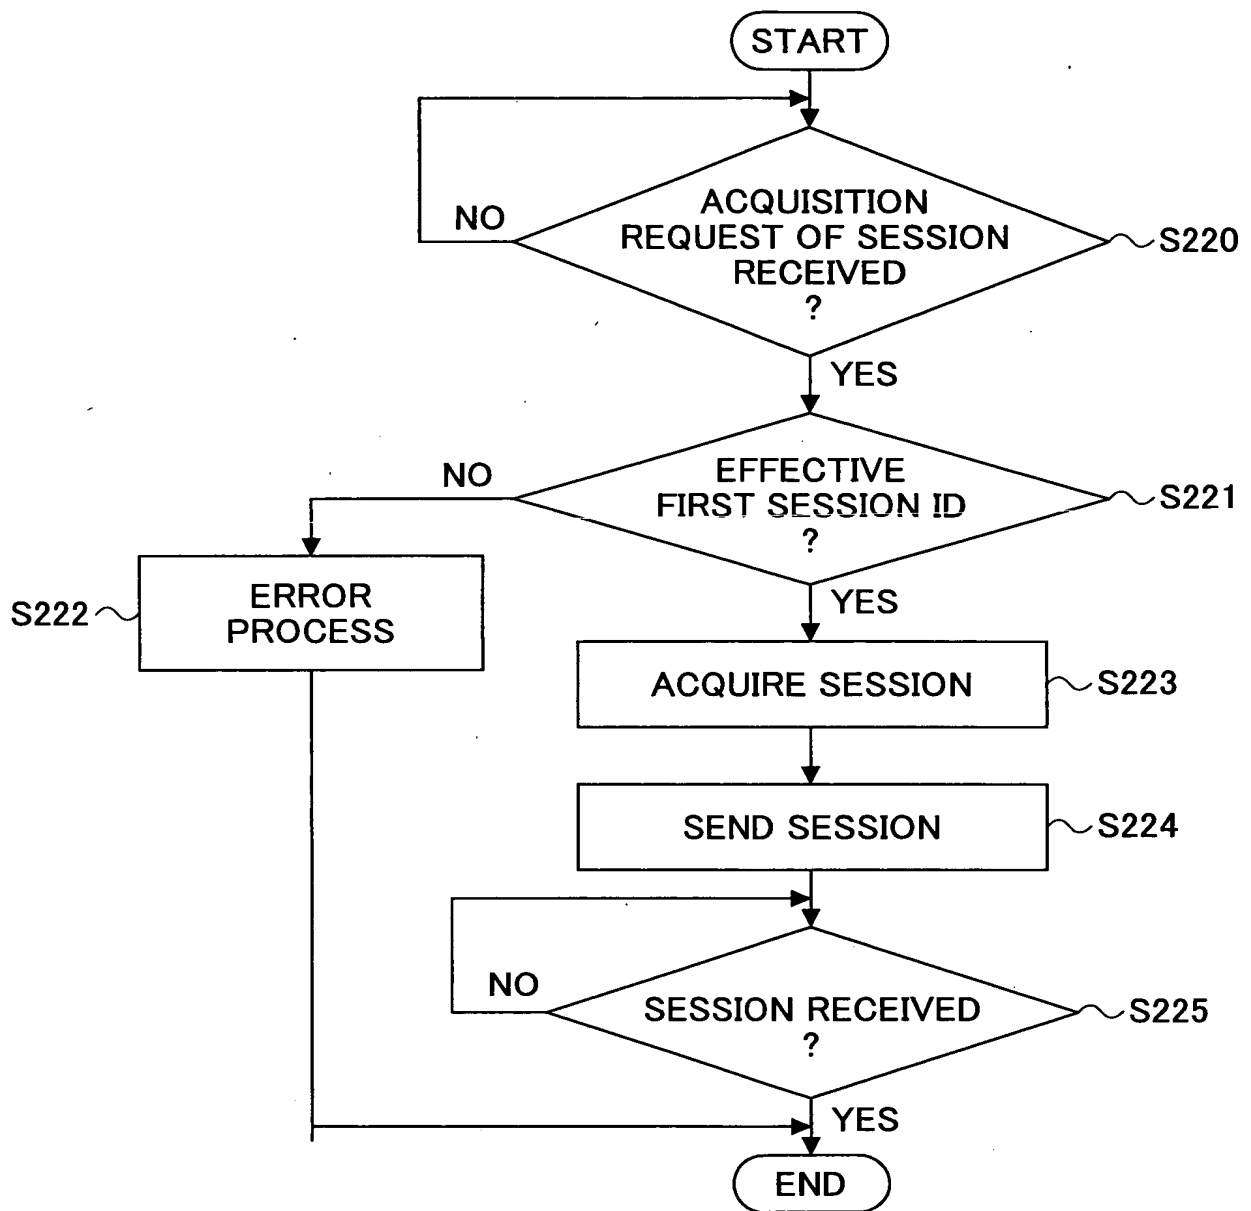 START
NO
ACQUISITION
REQUEST OF SESSION
RECEIVED
?
S220
YES
NO
EFFECTIVE
FIRST SESSION ID
?
S221
S222
ERROR
PROCESS
YES
ACQUIRE SESSION
S223
SEND SESSION
S224
NO
SESSION RECEIVED
?
S225
YES
END